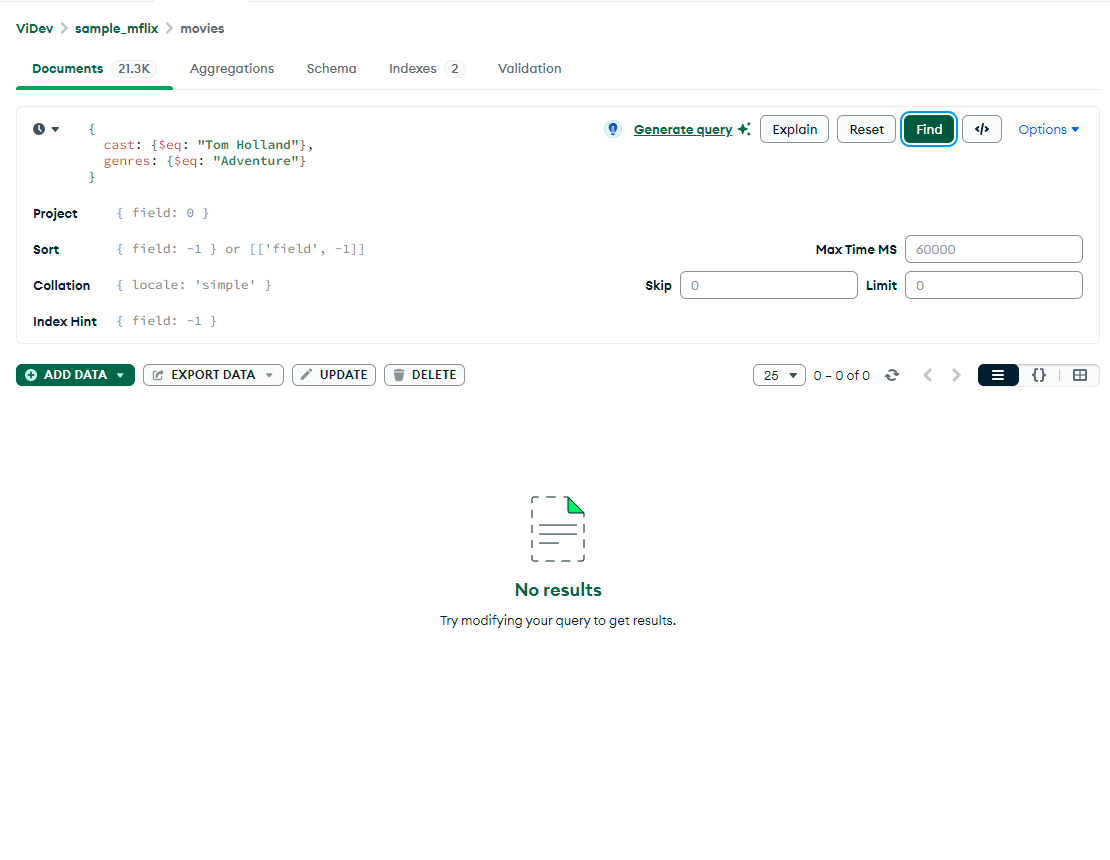 ViDev > sample_mflix > movies
Documents 21.3K Aggregations Schema Indexes 2 Validation
{
cast: {$eq: "Tom Holland"},
genres: {$eq: "Adventure"}
}
Generate query Explain Reset Find </> Options
Project { field: 0 }
Sort { field: -1 } or [['field', -1]] Max Time MS 60000
Collation { locale: 'simple' } Skip 0 Limit 0
Index Hint { field: -1 }
ADD DATA EXPORT DATA UPDATE DELETE 25 0 – 0 of 0 {}
No results
Try modifying your query to get results.